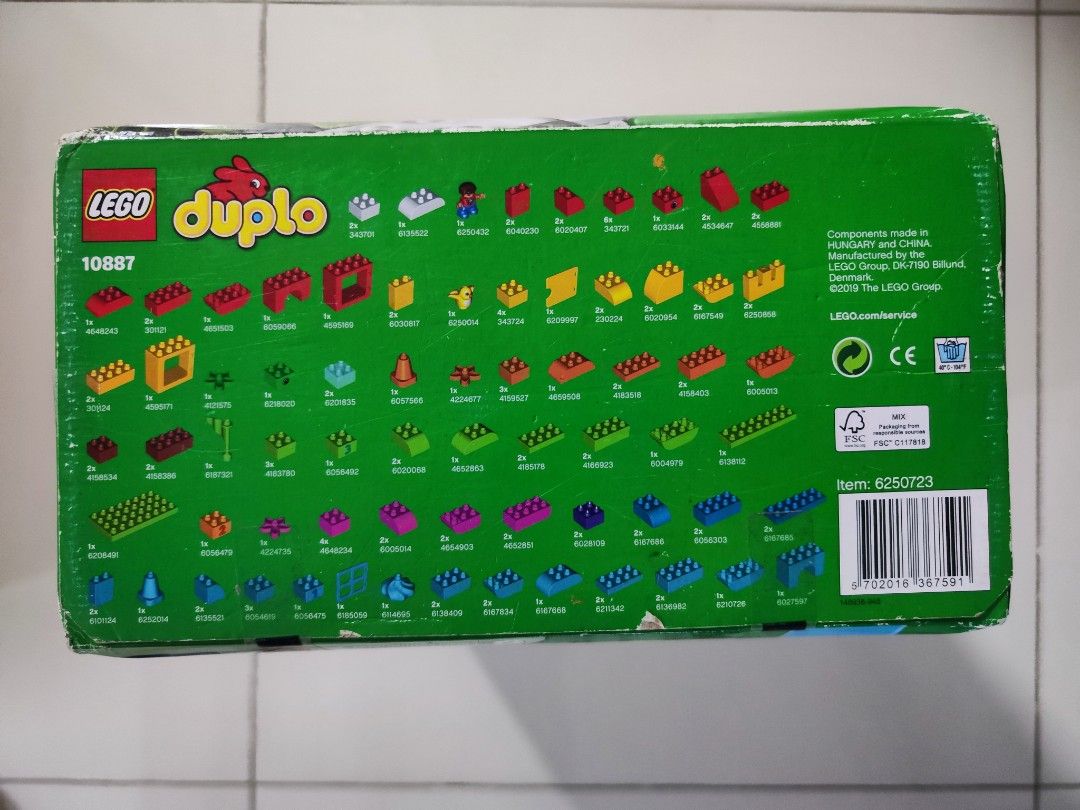 LEGO
duplo
10887
2x 1x 1x 2x 2x 6x 1x 2x 2x
343701 6135522 6250432 6040230 6020407 343721 6033144 4534647 4558881
1x 2x 1x 1x 1x 2x 1x 4x 1x 2x 2x 2x 2x
4648243 301121 4651503 6059066 4595169 6030817 6250014 343724 6209997 230224 6020954 6167549 6250858
2x 1x 1x 1x 2x 1x 1x 3x 1x 2x 2x 1x
301124 4595171 4121575 6218020 6201835 6057566 4224677 4159527 4659508 4183518 4158403 6005013
2x 2x 1x 3x 1x 2x 1x 2x 2x 1x 1x
4158534 4158386 6187321 4183780 6056492 6020068 4652863 4185178 4166923 6004979 6138112
1x 1x 1x 4x 2x 2x 2x 2x 2x 2x 2x
6208491 6056479 4224735 4648234 6005014 4654903 4652851 6028109 6167686 6056303 6167685
2x 1x 2x 3x 1x 1x 1x 2x 2x 1x 2x 2x 1x 1x
6101124 6252014 6135521 6054619 6056475 6185059 6114695 6138409 6167834 6167668 6211342 6136982 6210726 6027597
3
2
Components made in
HUNGARY and CHINA.
Manufactured by the
LEGO Group, DK-7190 Billund,
Denmark.
©2019 The LEGO Group.
LEGO.com/service
CE
40°C - 104°F
FSC
www.fsc.org
MIX
Packaging from
responsible sources
FSC™ C117818
Item: 6250723
5 702016 367591